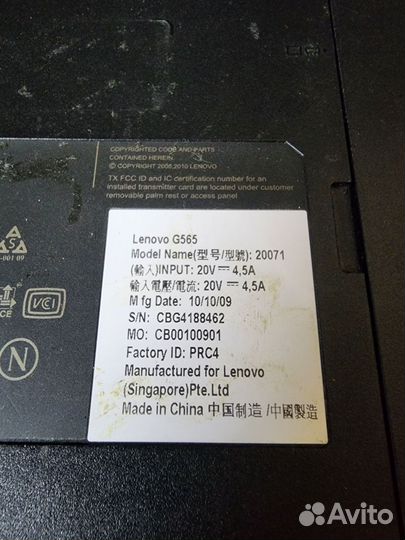 COPYRIGHTED CODE AND PARTS
CONTAINED HEREIN.
© COPYRIGHT 2005,2010 LENOVO
TX FCC ID and IC certification number for an
installed transmitter card are located under customer
removable palm rest or access panel
Lenovo G565
Model Name(型号/型號): 20071
(輸入)INPUT: 20V ⎓ 4,5A
輸入電壓/電流: 20V ⎓ 4,5A
Mfg Date: 10/10/09
S/N: CBG4188462
MO: CB00100901
Factory ID: PRC4
Manufactured for Lenovo
(Singapore)Pte.Ltd
Made in China 中国制造 /中國製造
S
-001 09
VCI
CE
N
Avito